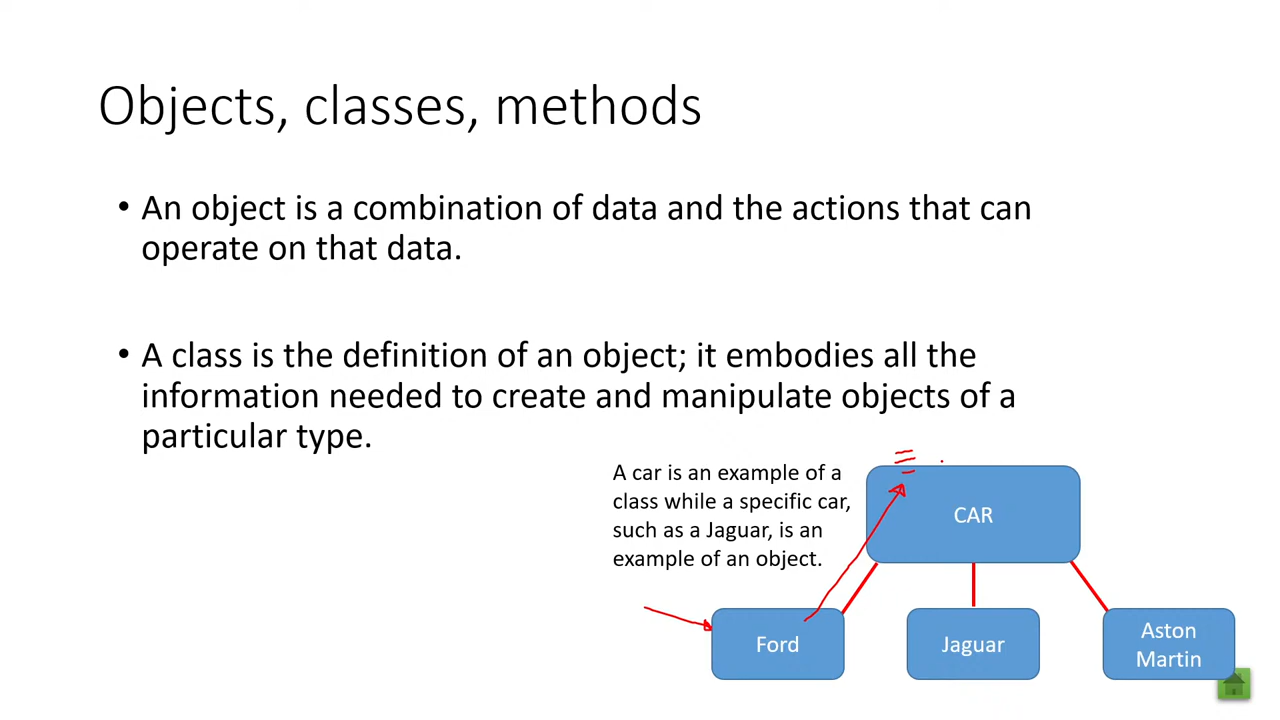 Objects, classes, methods
• An object is a combination of data and the actions that can
operate on that data.
• A class is the definition of an object; it embodies all the
information needed to create and manipulate objects of a
particular type.
A car is an example of a
class while a specific car,
such as a Jaguar, is an
example of an object.
CAR
Ford
Jaguar
Aston
Martin